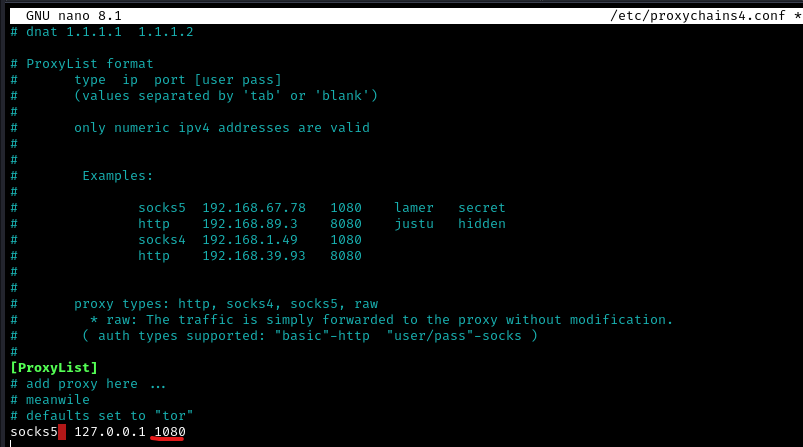 GNU nano 8.1 /etc/proxychains4.conf *
# dnat 1.1.1.1  1.1.1.2
# ProxyList format
#       type  ip  port [user pass]
#       (values separated by 'tab' or 'blank')
#
#       only numeric ipv4 addresses are valid
#
#
#        Examples:
#
#               socks5  192.168.67.78   1080    lamer   secret
#               http    192.168.89.3    8080    justu   hidden
#               socks4  192.168.1.49    1080
#               http    192.168.39.93   8080
#
#
#       proxy types: http, socks4, socks5, raw
#         * raw: The traffic is simply forwarded to the proxy without modification.
#        ( auth types supported: "basic"-http  "user/pass"-socks )
#
[ProxyList]
# add proxy here ...
# meanwile
# defaults set to "tor"
socks5  127.0.0.1 1080